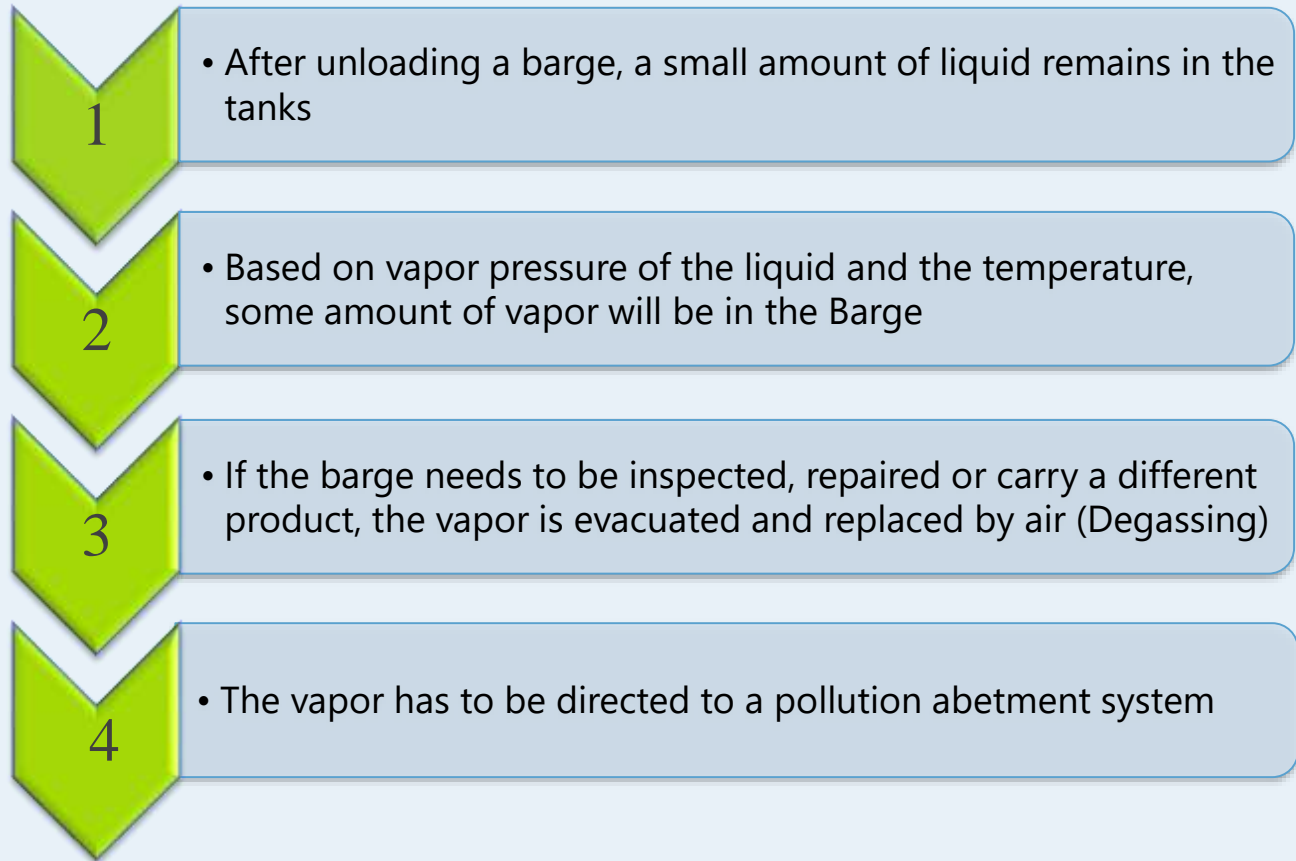 1
• After unloading a barge, a small amount of liquid remains in the
tanks
2
• Based on vapor pressure of the liquid and the temperature,
some amount of vapor will be in the Barge
3
• If the barge needs to be inspected, repaired or carry a different
product, the vapor is evacuated and replaced by air (Degassing)
4
• The vapor has to be directed to a pollution abetment system